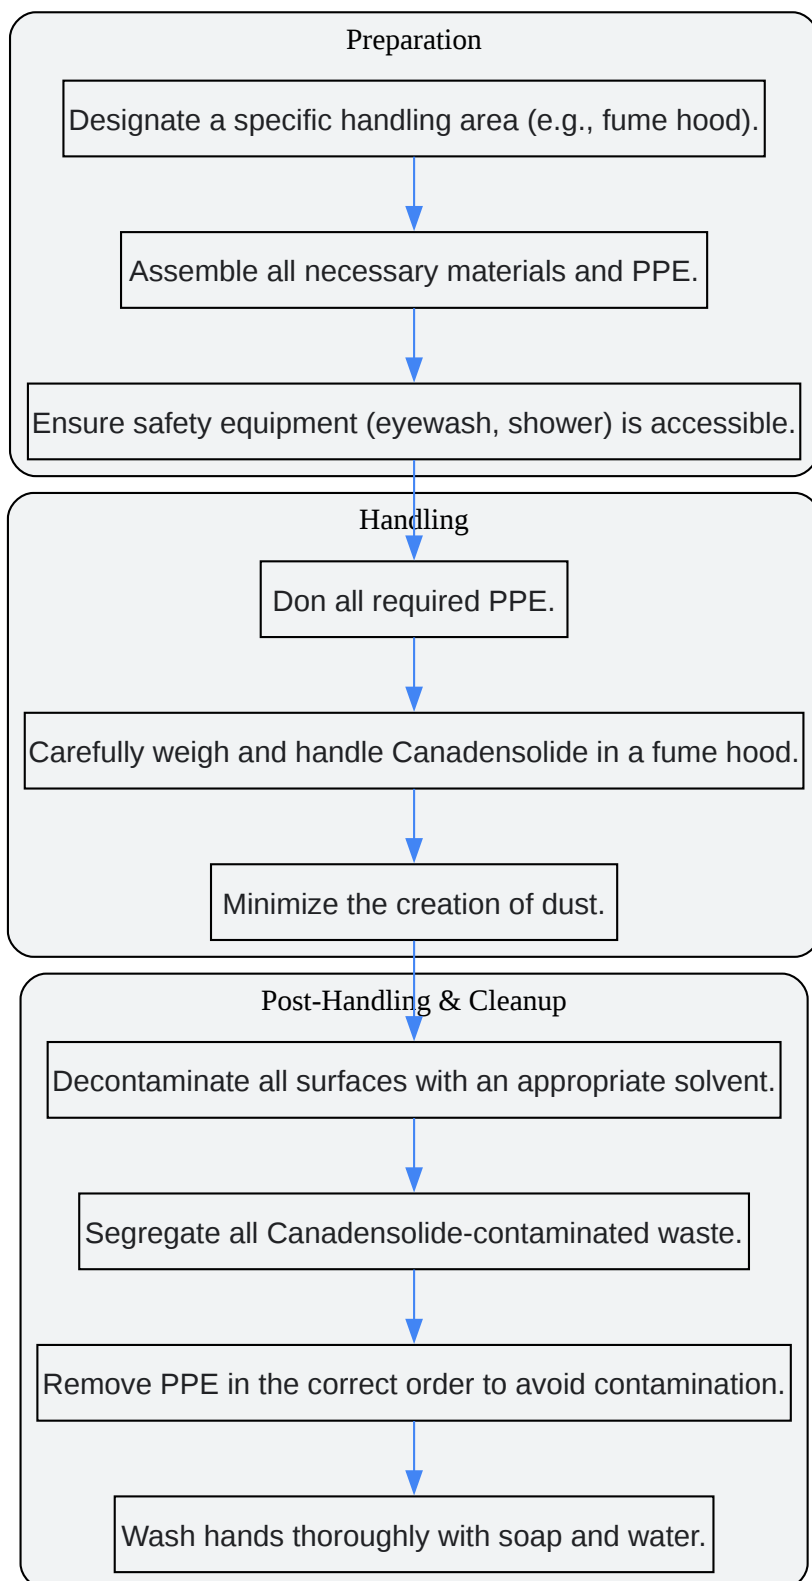 Preparation
Designate a specific handling area (e.g., fume hood).
Assemble all necessary materials and PPE.
Ensure safety equipment (eyewash, shower) is accessible.
Handling
Don all required PPE.
Carefully weigh and handle Canadensolide in a fume hood.
Minimize the creation of dust.
Post-Handling & Cleanup
Decontaminate all surfaces with an appropriate solvent.
Segregate all Canadensolide-contaminated waste.
Remove PPE in the correct order to avoid contamination.
Wash hands thoroughly with soap and water.